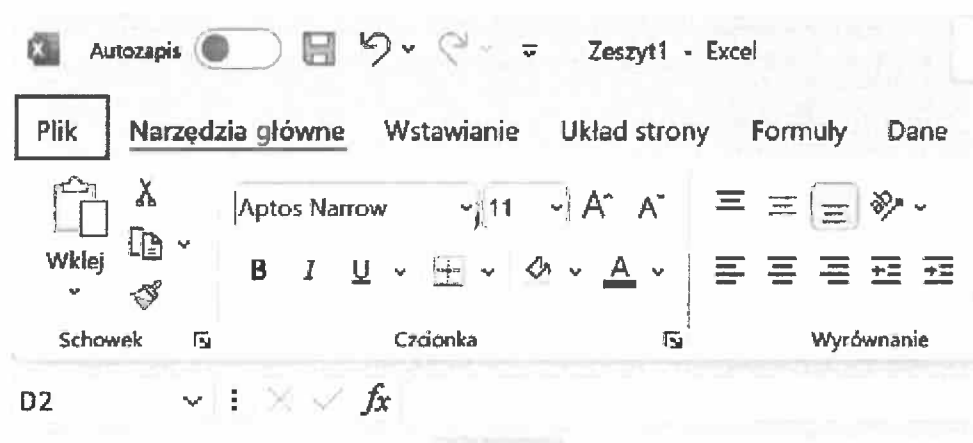 Autozapis Zeszyt1 - Excel
Plik Narzędzia główne Wstawianie Układ strony Formuły Dane
Aptos Narrow 11 A^ A˅
Wklej B I U A
Schowek Czcionka Wyrównanie
D2 fx